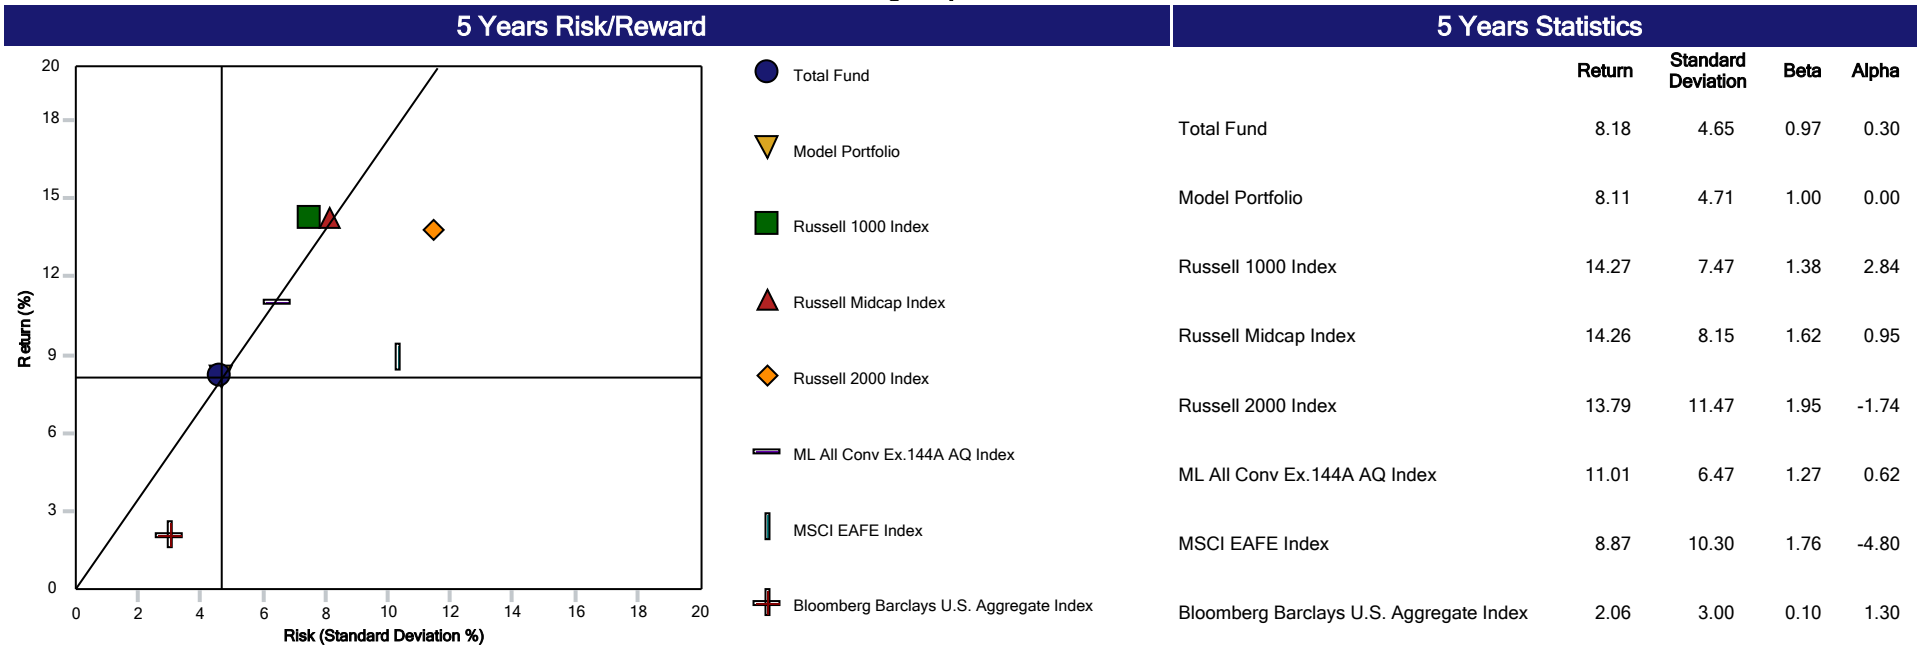 5 Years Risk/Reward
5 Years Statistics
20
18
15
12
9
6
3
0
Return (%)
0 2 4 6 8 10 12 14 16 18 20
Risk (Standard Deviation %)
Total Fund
Model Portfolio
Russell 1000 Index
Russell Midcap Index
Russell 2000 Index
ML All Conv Ex.144A AQ Index
MSCI EAFE Index
Bloomberg Barclays U.S. Aggregate Index
Return Standard Deviation Beta Alpha
Total Fund 8.18 4.65 0.97 0.30
Model Portfolio 8.11 4.71 1.00 0.00
Russell 1000 Index 14.27 7.47 1.38 2.84
Russell Midcap Index 14.26 8.15 1.62 0.95
Russell 2000 Index 13.79 11.47 1.95 -1.74
ML All Conv Ex.144A AQ Index 11.01 6.47 1.27 0.62
MSCI EAFE Index 8.87 10.30 1.76 -4.80
Bloomberg Barclays U.S. Aggregate Index 2.06 3.00 0.10 1.30